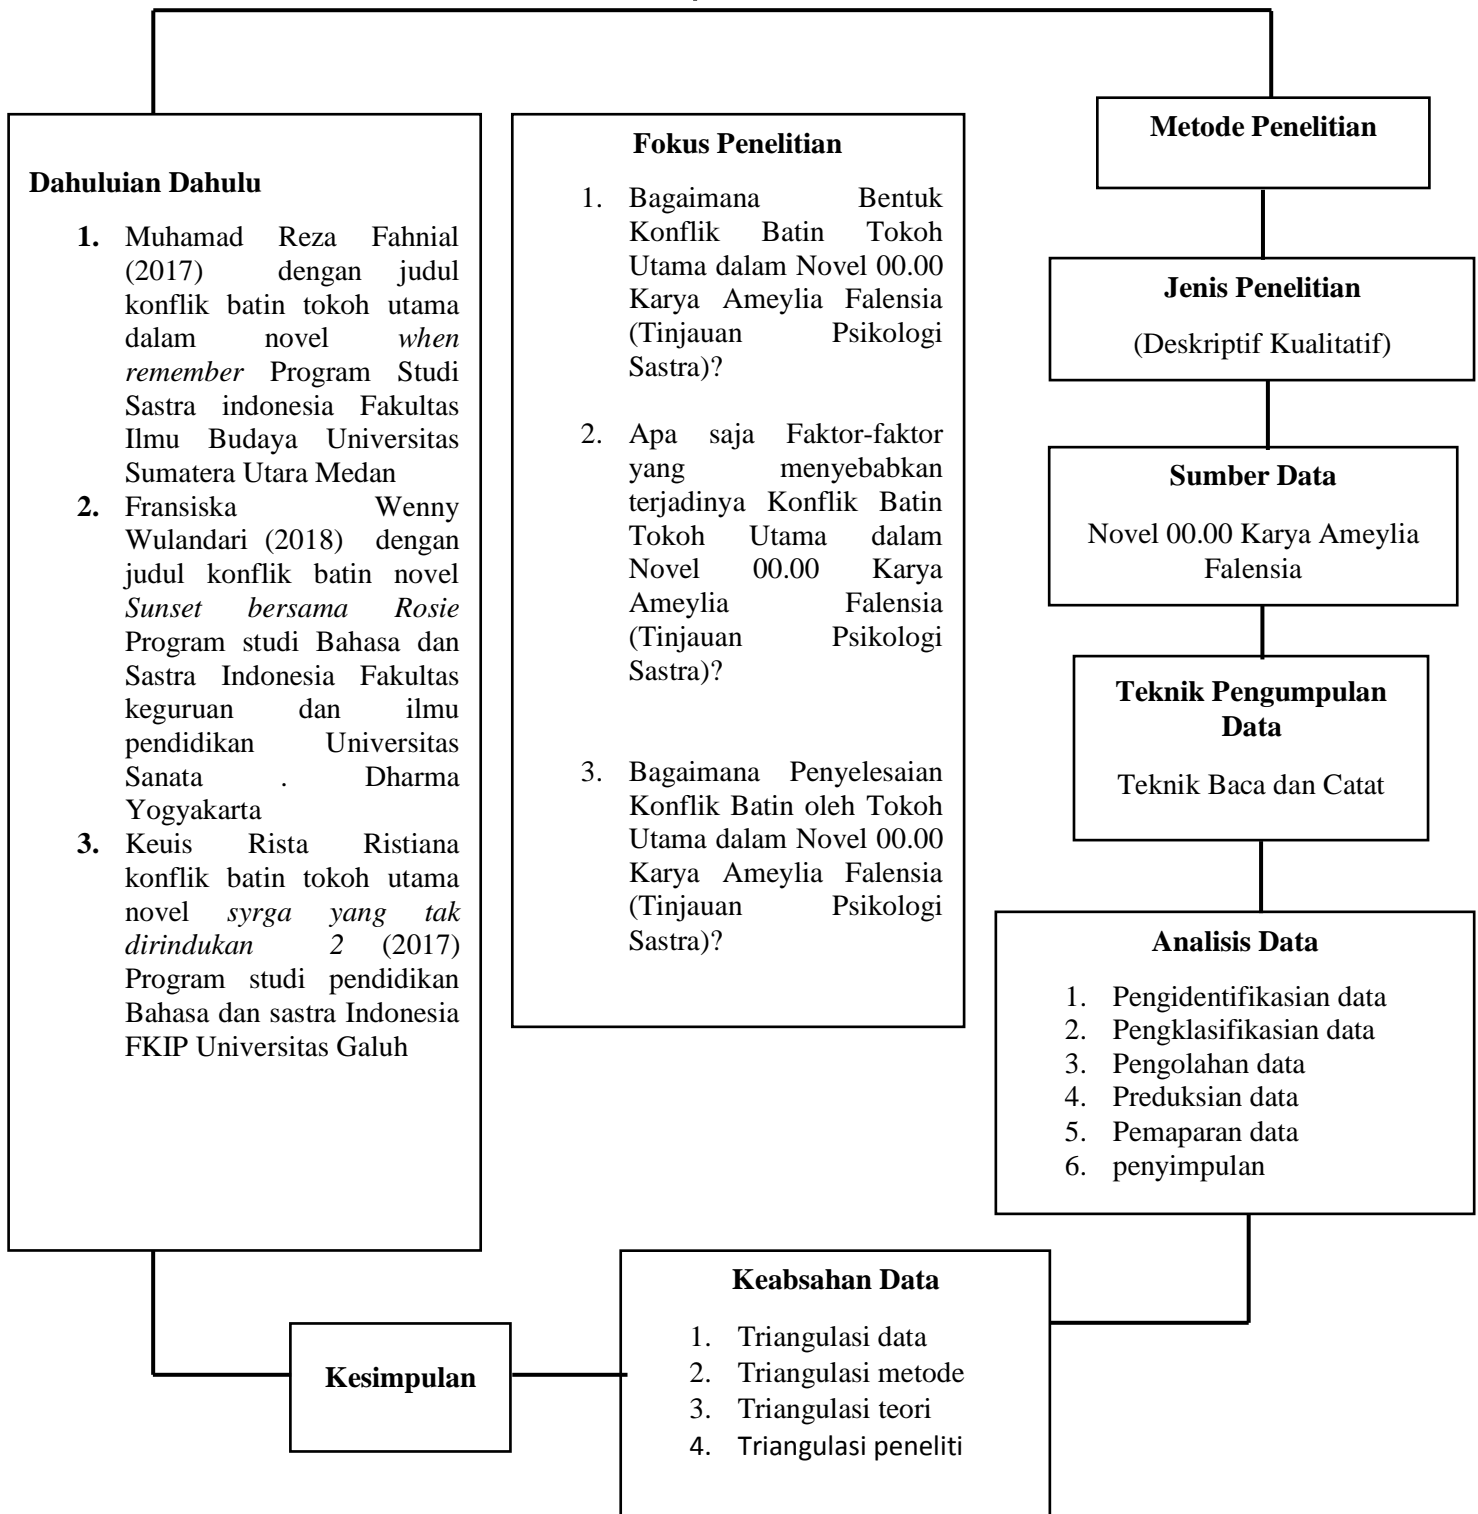 Dahuluian Dahulu
1. Muhamad Reza Fahnial
(2017) dengan judul
konflik batin tokoh utama
dalam novel when
remember Program Studi
Sastra indonesia Fakultas
Ilmu Budaya Universitas
Sumatera Utara Medan
2. Fransiska Wenny
Wulandari (2018) dengan
judul konflik batin novel
Sunset bersama Rosie
Program studi Bahasa dan
Sastra Indonesia Fakultas
keguruan dan ilmu
pendidikan Universitas
Sanata . Dharma
Yogyakarta
3. Keuis Rista Ristiana
konflik batin tokoh utama
novel syrga yang tak
dirindukan 2 (2017)
Program studi pendidikan
Bahasa dan sastra Indonesia
FKIP Universitas Galuh
Fokus Penelitian
1. Bagaimana Bentuk
Konflik Batin Tokoh
Utama dalam Novel 00.00
Karya Ameylia Falensia
(Tinjauan Psikologi
Sastra)?
2. Apa saja Faktor-faktor
yang menyebabkan
terjadinya Konflik Batin
Tokoh Utama dalam
Novel 00.00 Karya
Ameylia Falensia
(Tinjauan Psikologi
Sastra)?
3. Bagaimana Penyelesaian
Konflik Batin oleh Tokoh
Utama dalam Novel 00.00
Karya Ameylia Falensia
(Tinjauan Psikologi
Sastra)?
Metode Penelitian
Jenis Penelitian
(Deskriptif Kualitatif)
Sumber Data
Novel 00.00 Karya Ameylia
Falensia
Teknik Pengumpulan
Data
Teknik Baca dan Catat
Analisis Data
1. Pengidentifikasian data
2. Pengklasifikasian data
3. Pengolahan data
4. Preduksian data
5. Pemaparan data
6. penyimpulan
Keabsahan Data
1. Triangulasi data
2. Triangulasi metode
3. Triangulasi teori
4. Triangulasi peneliti
Kesimpulan